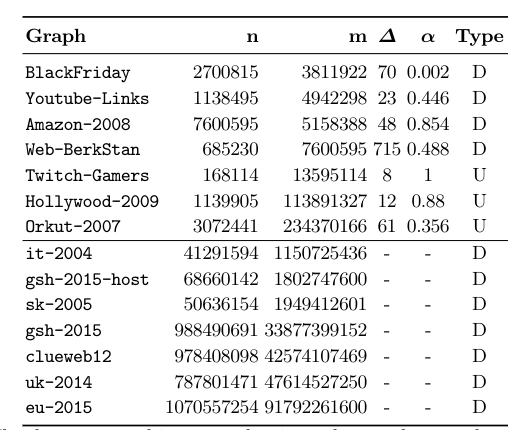 Graph n m Δ α Type
BlackFriday 2700815 3811922 70 0.002 D
Youtube-Links 1138495 4942298 23 0.446 D
Amazon-2008 7600595 5158388 48 0.854 D
Web-BerkStan 685230 7600595 715 0.488 D
Twitch-Gamers 168114 13595114 8 1 U
Hollywood-2009 1139905 113891327 12 0.88 U
Orkut-2007 3072441 234370166 61 0.356 U
it-2004 41291594 1150725436 - - D
gsh-2015-host 68660142 1802747600 - - D
sk-2005 50636154 1949412601 - - D
gsh-2015 988490691 33877399152 - - D
clueweb12 978408098 42574107469 - - D
uk-2014 787801471 47614527250 - - D
eu-2015 1070557254 91792261600 - - D